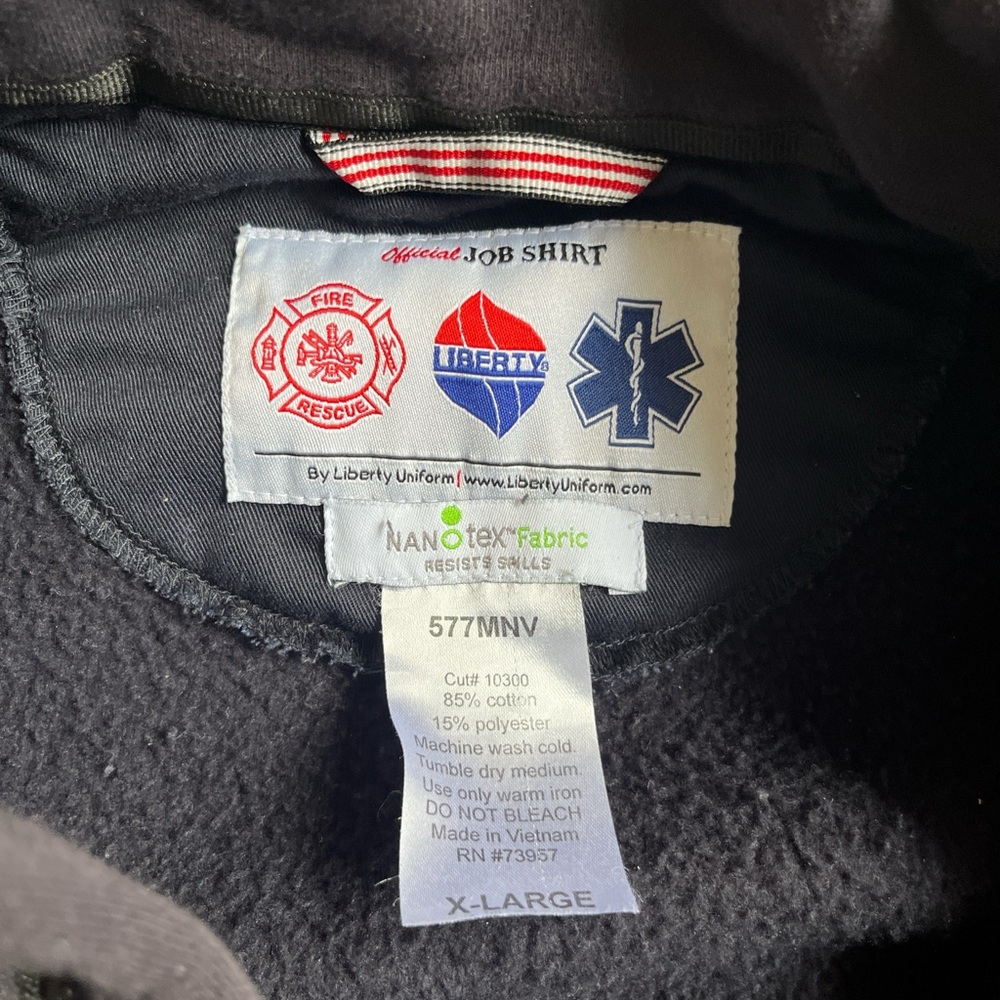 Official JOB SHIRT
FIRE
RESCUE
LIBERTY®
By Liberty Uniform | www.LibertyUniform.com
NANOtex™ Fabric
RESISTS SPILLS
577MNV
Cut# 10300
85% cotton
15% polyester
Machine wash cold.
Tumble dry medium.
Use only warm iron
DO NOT BLEACH
Made in Vietnam
RN #73957
X-LARGE